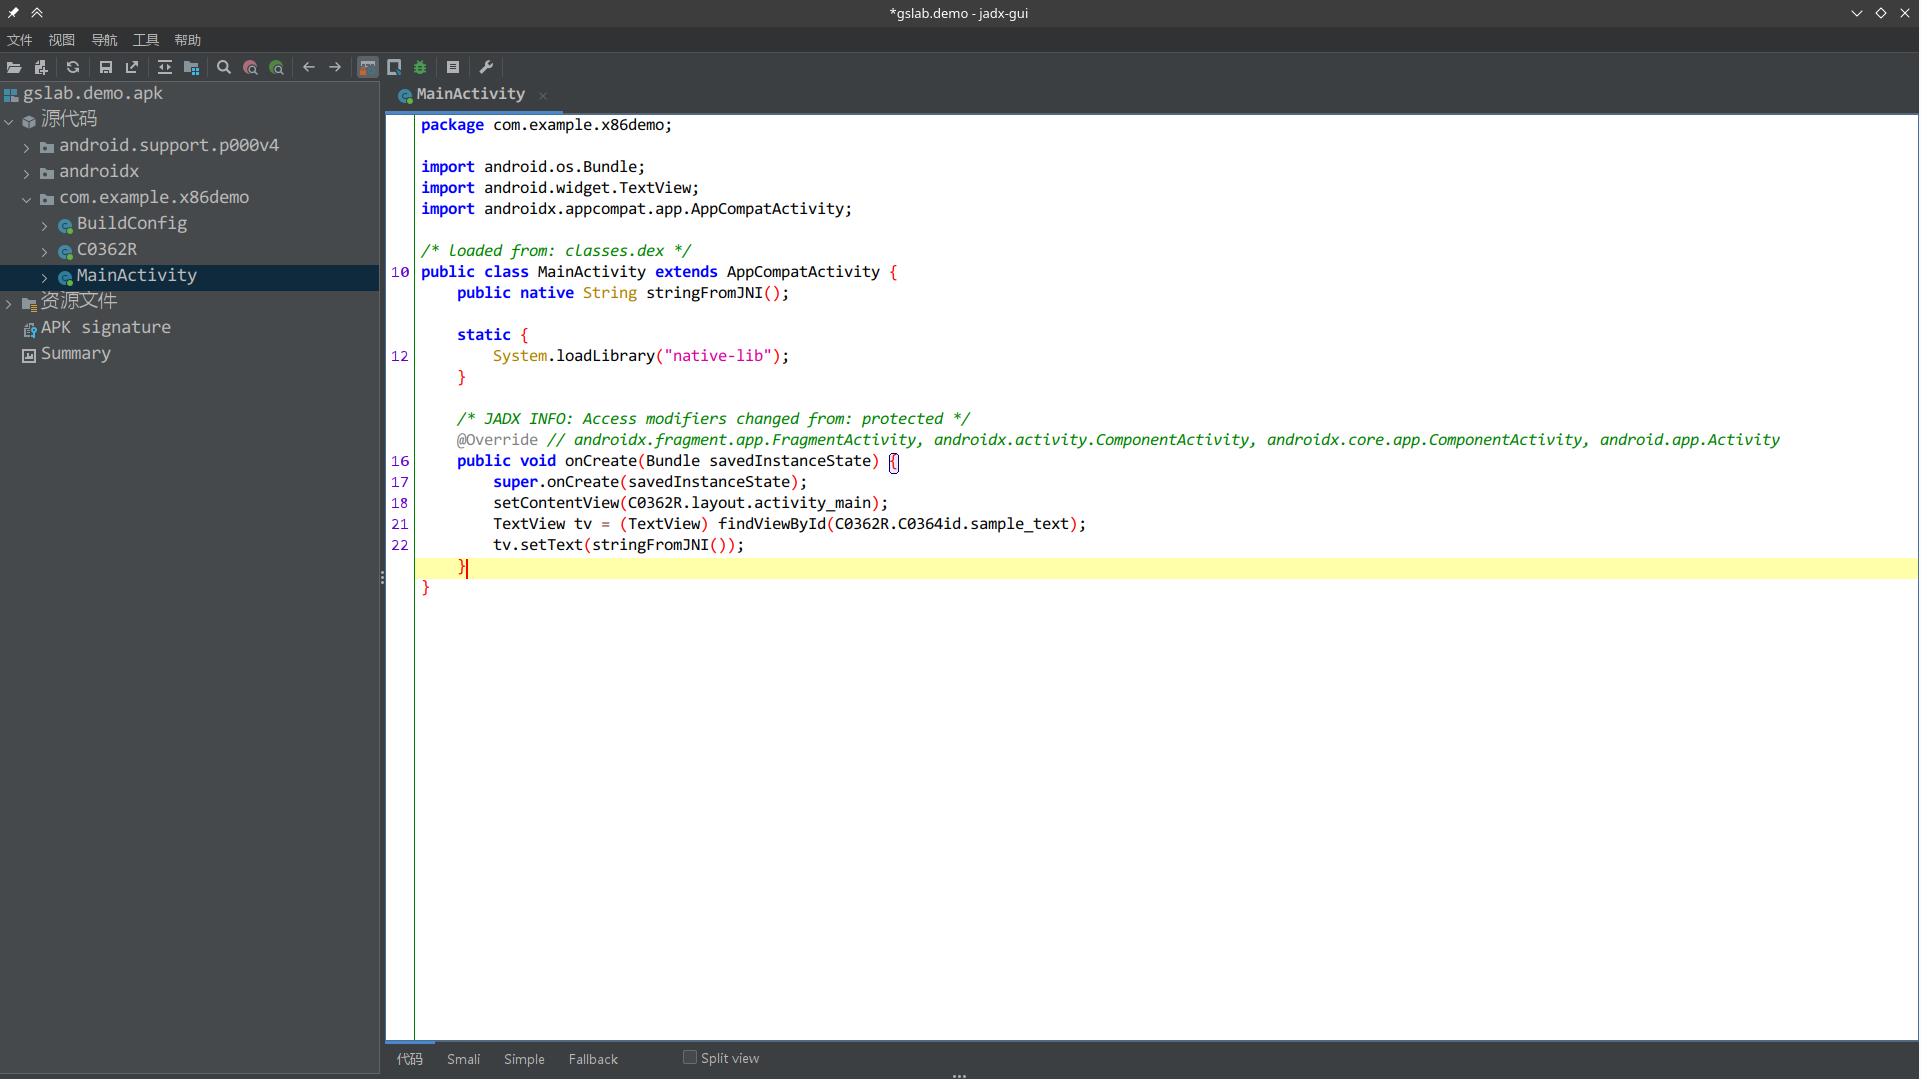 *gslab.demo - jadx-gui
文件 视图 导航 工具 帮助
gslab.demo.apk
源代码
android.support.p000v4
androidx
com.example.x86demo
BuildConfig
C0362R
MainActivity
资源文件
APK signature
Summary
MainActivity
package com.example.x86demo;
import android.os.Bundle;
import android.widget.TextView;
import androidx.appcompat.app.AppCompatActivity;
/* loaded from: classes.dex */
10 public class MainActivity extends AppCompatActivity {
public native String stringFromJNI();
static {
12 System.loadLibrary("native-lib");
}
/* JADX INFO: Access modifiers changed from: protected */
@Override // androidx.fragment.app.FragmentActivity, androidx.activity.ComponentActivity, androidx.core.app.ComponentActivity, android.app.Activity
16 public void onCreate(Bundle savedInstanceState) {
17 super.onCreate(savedInstanceState);
18 setContentView(C0362R.layout.activity_main);
21 TextView tv = (TextView) findViewById(C0362R.C0364id.sample_text);
22 tv.setText(stringFromJNI());
}
}
代码 Smali Simple Fallback Split view